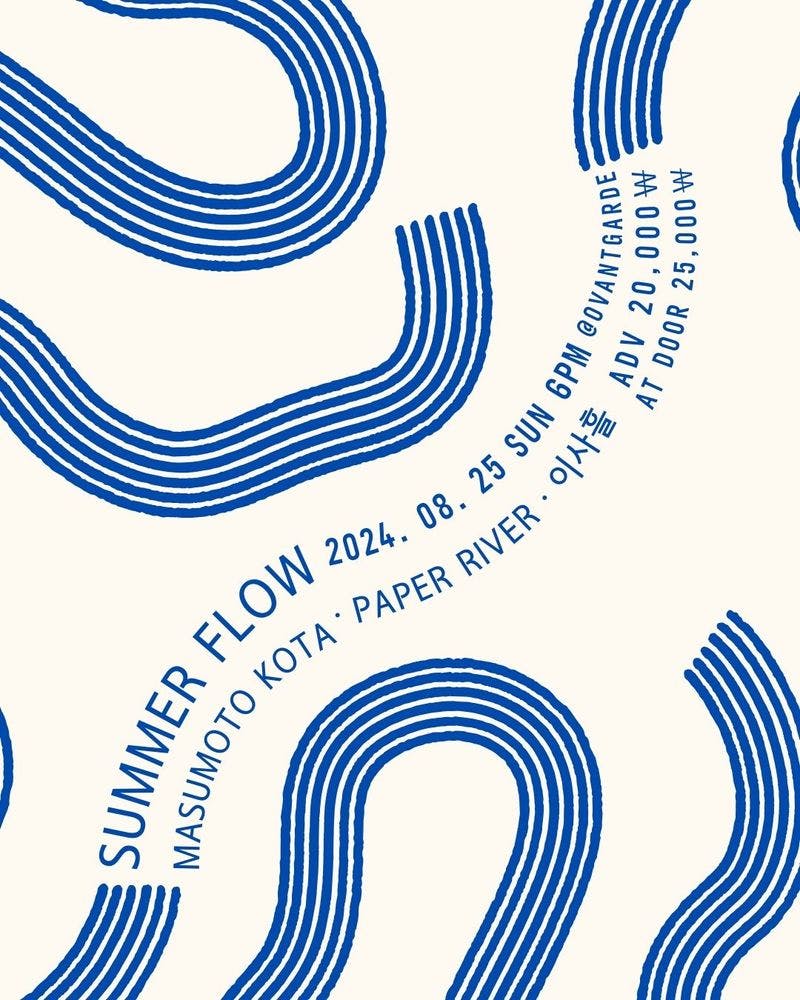 SUMMER FLOW 2024. 08. 25 SUN 6PM @OVANTGARDE
MASUMOTO KOTA · PAPER RIVER · 이사흘 ADV 20,000₩
AT DOOR 25,000₩